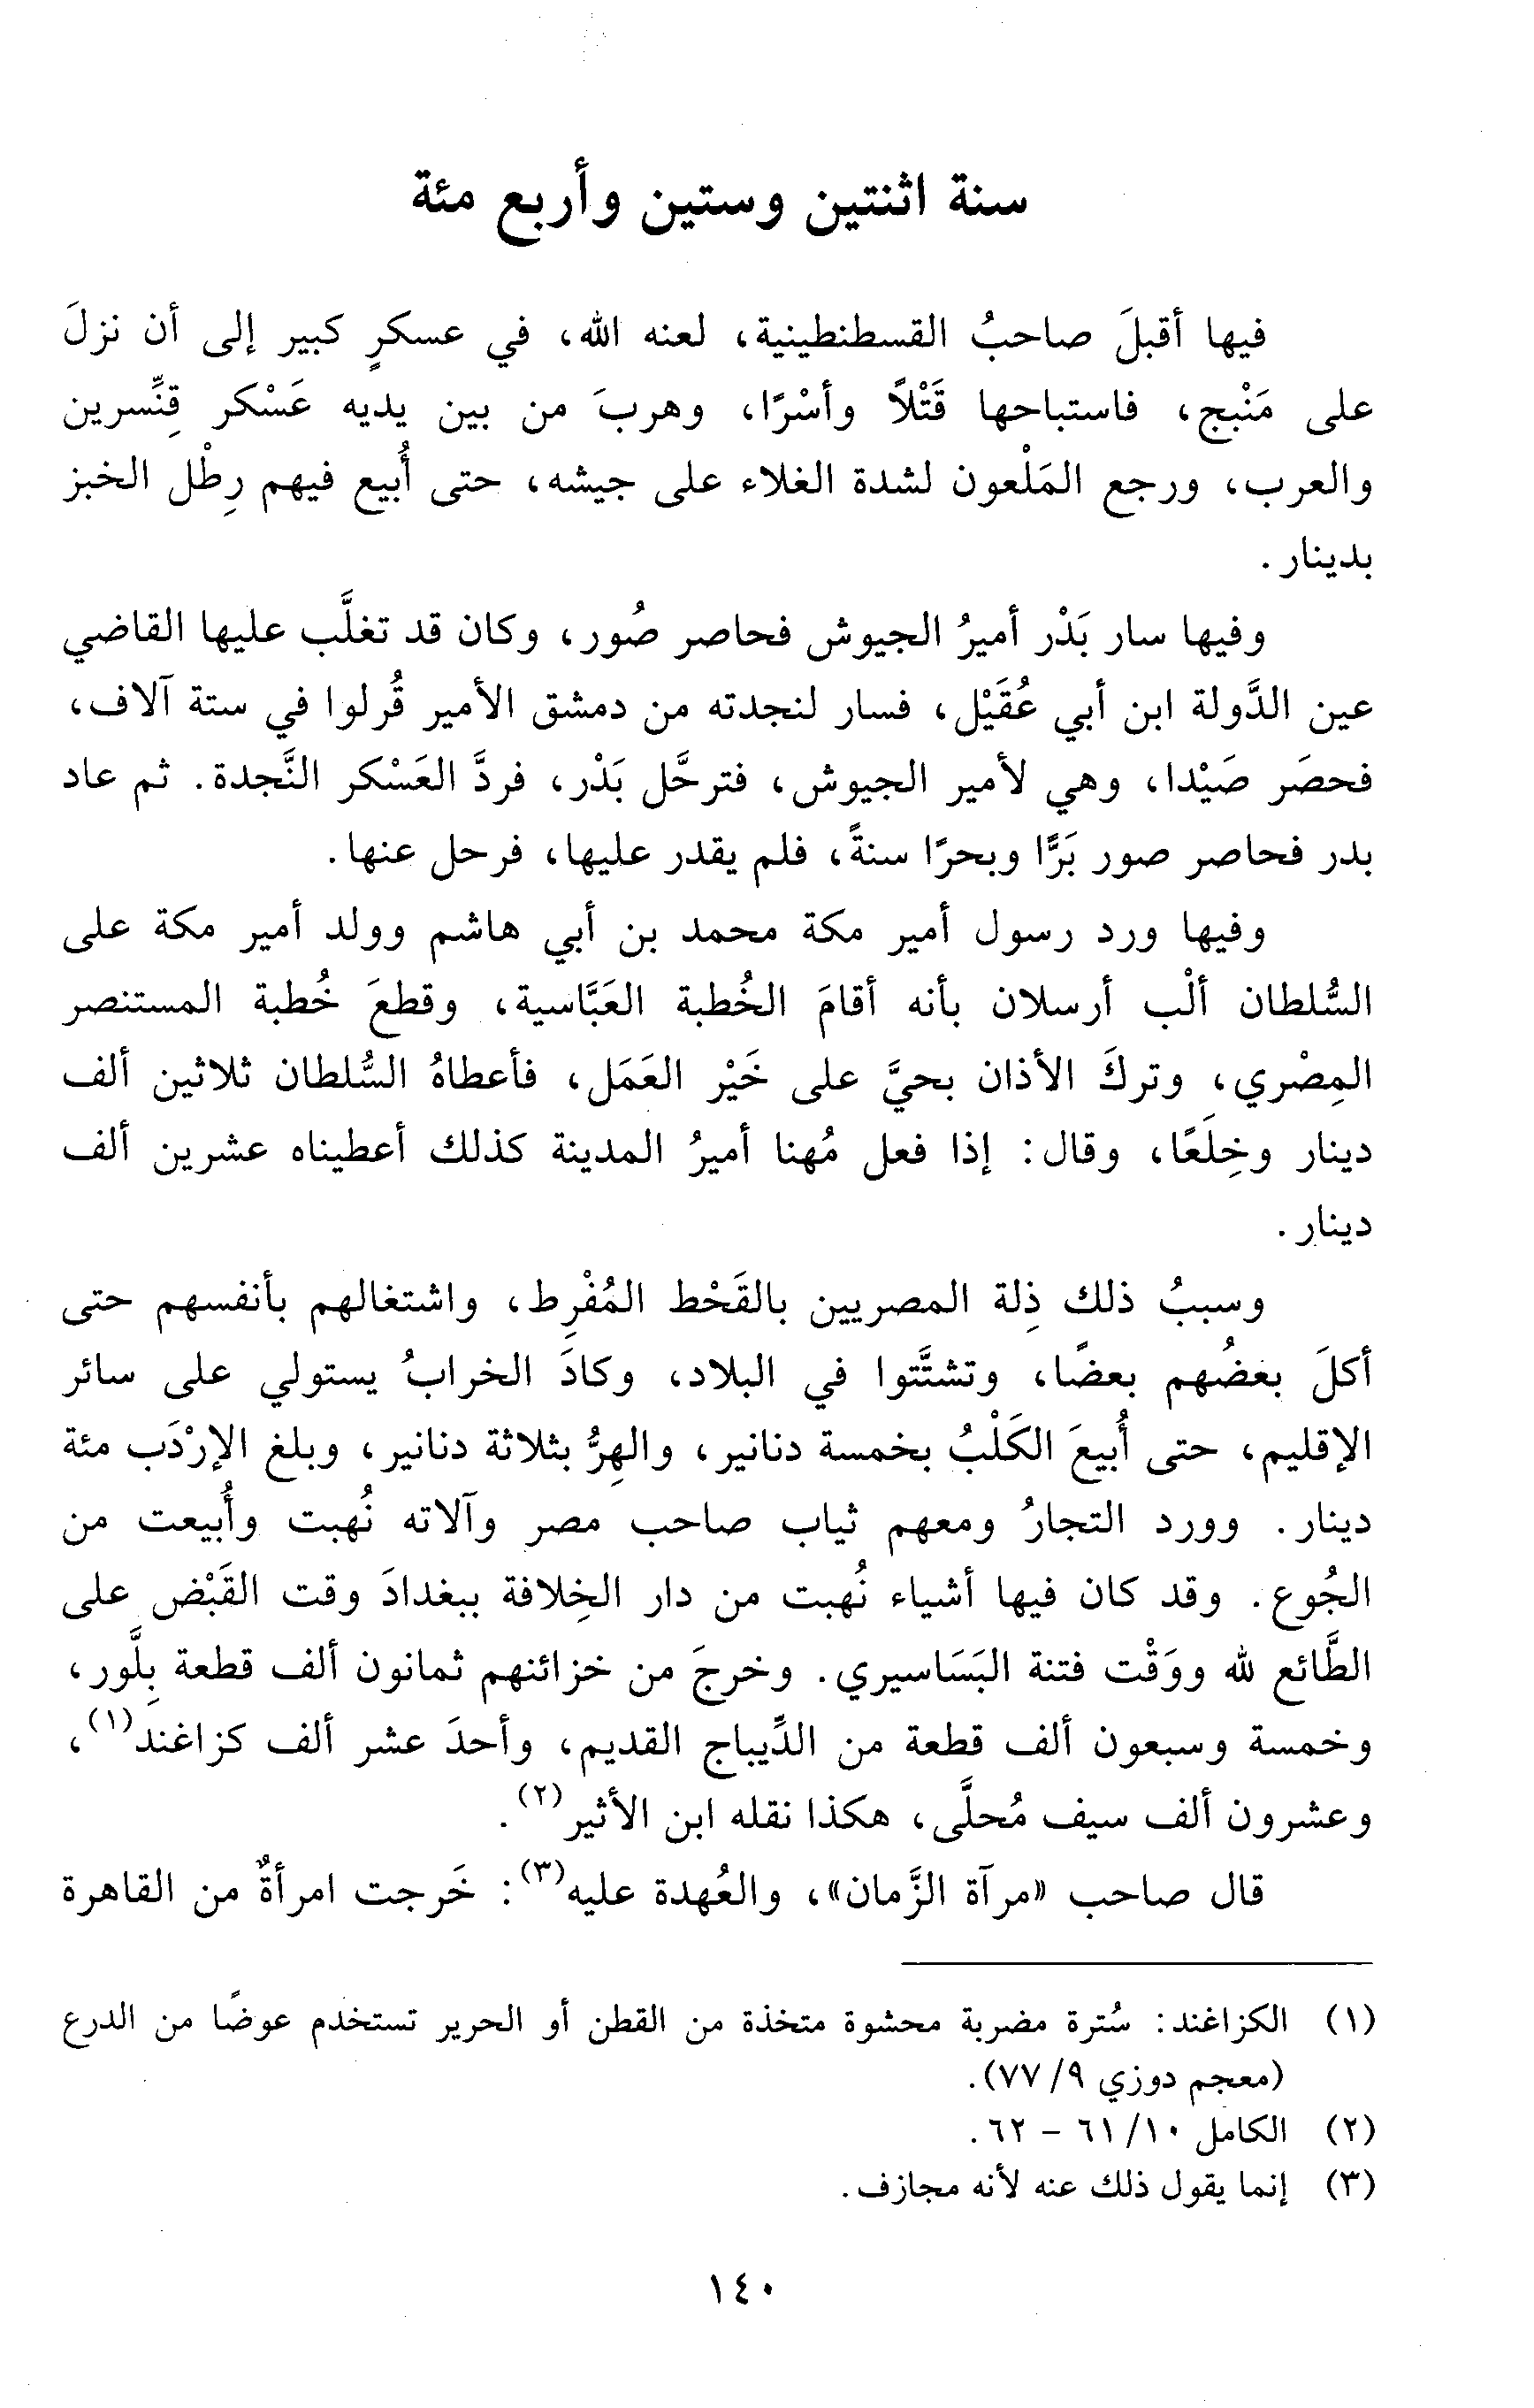 سنة اثنتين وستين وأربع مئة
فيها أقبلَ صاحبُ القسطنطينية، لعنه الله، في عسكرٍ كبير إلى أن نزلَ
على مَنْبج، فاستباحها قَتْلاً وأسْرًا، وهربَ من بين يديه عَسْكر قِنِّسرين
والعرب، ورجع المَلْعون لشدة الغلاء على جيشه، حتى أُبيع فيهم رِطْل الخبز
بدينار.
وفيها سار بَدْر أميرُ الجيوش فحاصر صُور، وكان قد تغلَّب عليها القاضي
عين الدَّولة ابن أبي عُقَيْل، فسار لنجدته من دمشق الأمير قُرلوا في ستة آلاف،
فحصَر صَيْدا، وهي لأمير الجيوش، فترحَّل بَدْر، فردَّ العَسْكر النَّجدة. ثم عاد
بدر فحاصر صور بَرًّا وبحرًا سنةً، فلم يقدر عليها، فرحل عنها.
وفيها ورد رسول أمير مكة محمد بن أبي هاشم وولد أمير مكة على
السُّلطان ألْب أرسلان بأنه أقامَ الخُطبة العَبَّاسية، وقطعَ خُطبة المستنصر
المِصْري، وتركَ الأذان بحيَّ على خَيْر العَمَل، فأعطاهُ السُّلطان ثلاثين ألف
دينار وخِلَعًا، وقال: إذا فعل مُهنا أميرُ المدينة كذلك أعطيناه عشرين ألف
دينار.
وسببُ ذلك ذِلة المصريين بالقَحْط المُفْرِط، واشتغالهم بأنفسهم حتى
أكلَ بعضُهم بعضًا، وتشتَّتوا في البلاد، وكادَ الخرابُ يستولي على سائر
الإقليم، حتى أُبيعَ الكَلْبُ بخمسة دنانير، والهِرُّ بثلاثة دنانير، وبلغ الإرْدَب مئة
دينار. وورد التجارُ ومعهم ثياب صاحب مصر وآلاته نُهبت وأُبيعت من
الجُوع. وقد كان فيها أشياء نُهبت من دار الخِلافة ببغدادَ وقت القَبْض على
الطَّائع لله ووَقْت فتنة البَسَاسيري. وخرجَ من خزائنهم ثمانون ألف قطعة بِلَّور،
وخمسة وسبعون ألف قطعة من الدِّيباج القديم، وأحدَ عشر ألف كزاغند(١)،
وعشرون ألف سيف مُحلَّى، هكذا نقله ابن الأثير(٢).
قال صاحب «مرآة الزَّمان»، والعُهدة عليه(٣): خَرجت امرأةٌ من القاهرة
(١) الكزاغند: سُترة مضربة محشوة متخذة من القطن أو الحرير تستخدم عوضًا من الدرع
(معجم دوزي ٩/ ٧٧).
(٢) الكامل ١٠/ ٦١ – ٦٢.
(٣) إنما يقول ذلك عنه لأنه مجازف.
١٤٠